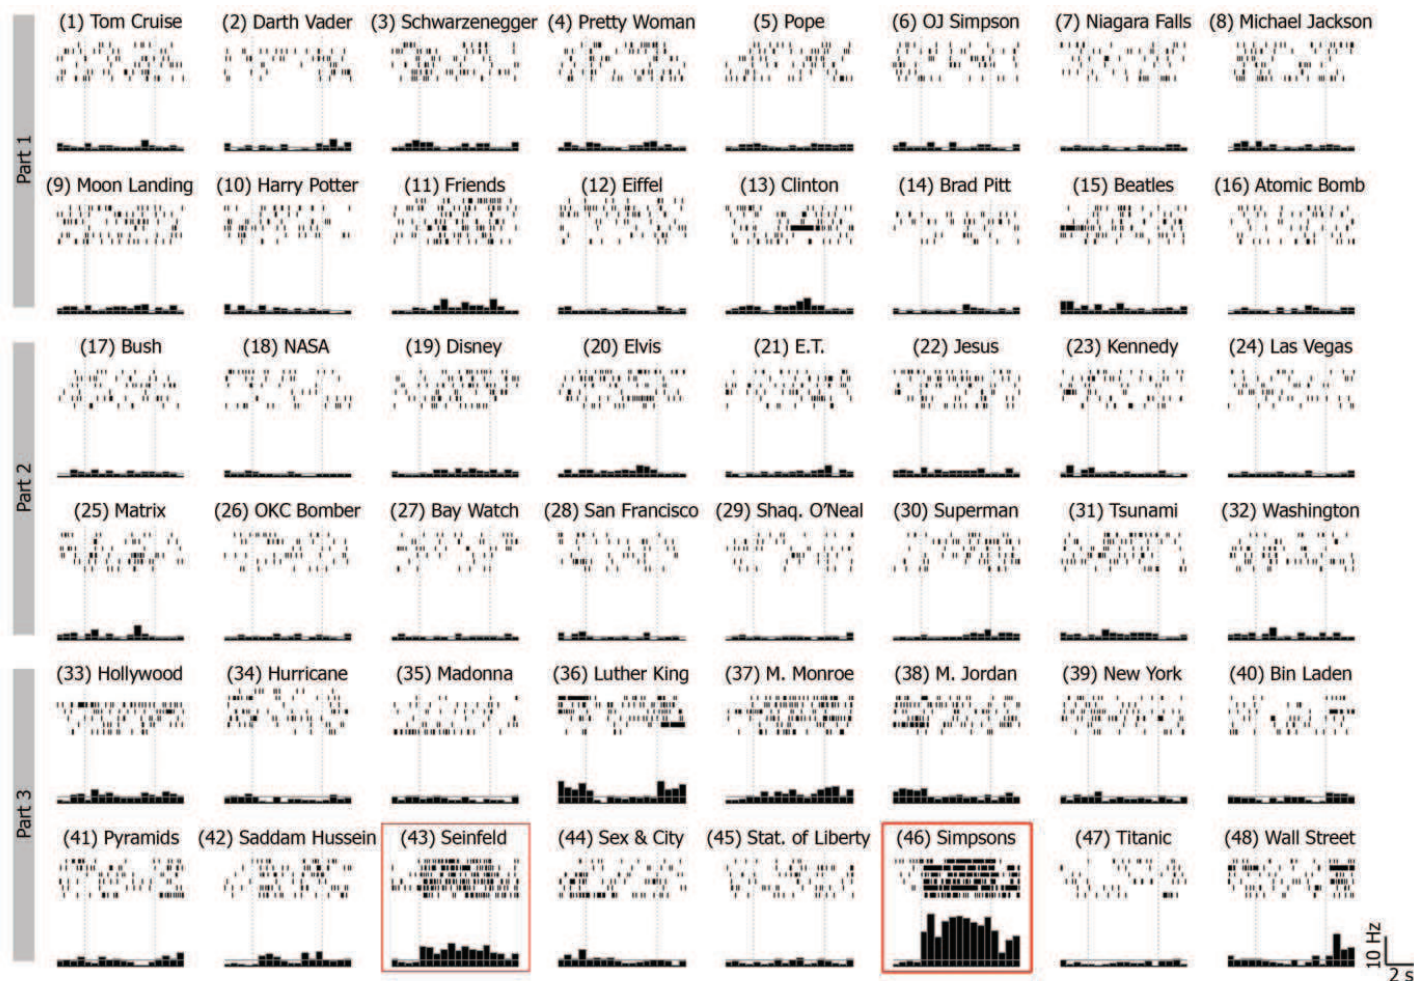 (1) Tom Cruise (2) Darth Vader (3) Schwarzenegger (4) Pretty Woman (5) Pope (6) OJ Simpson (7) Niagara Falls (8) Michael Jackson
Part 1
(9) Moon Landing (10) Harry Potter (11) Friends (12) Eiffel (13) Clinton (14) Brad Pitt (15) Beatles (16) Atomic Bomb
(17) Bush (18) NASA (19) Disney (20) Elvis (21) E.T. (22) Jesus (23) Kennedy (24) Las Vegas
Part 2
(25) Matrix (26) OKC Bomber (27) Bay Watch (28) San Francisco (29) Shaq. O'Neal (30) Superman (31) Tsunami (32) Washington
(33) Hollywood (34) Hurricane (35) Madonna (36) Luther King (37) M. Monroe (38) M. Jordan (39) New York (40) Bin Laden
Part 3
(41) Pyramids (42) Saddam Hussein (43) Seinfeld (44) Sex & City (45) Stat. of Liberty (46) Simpsons (47) Titanic (48) Wall Street
10 Hz
2 s